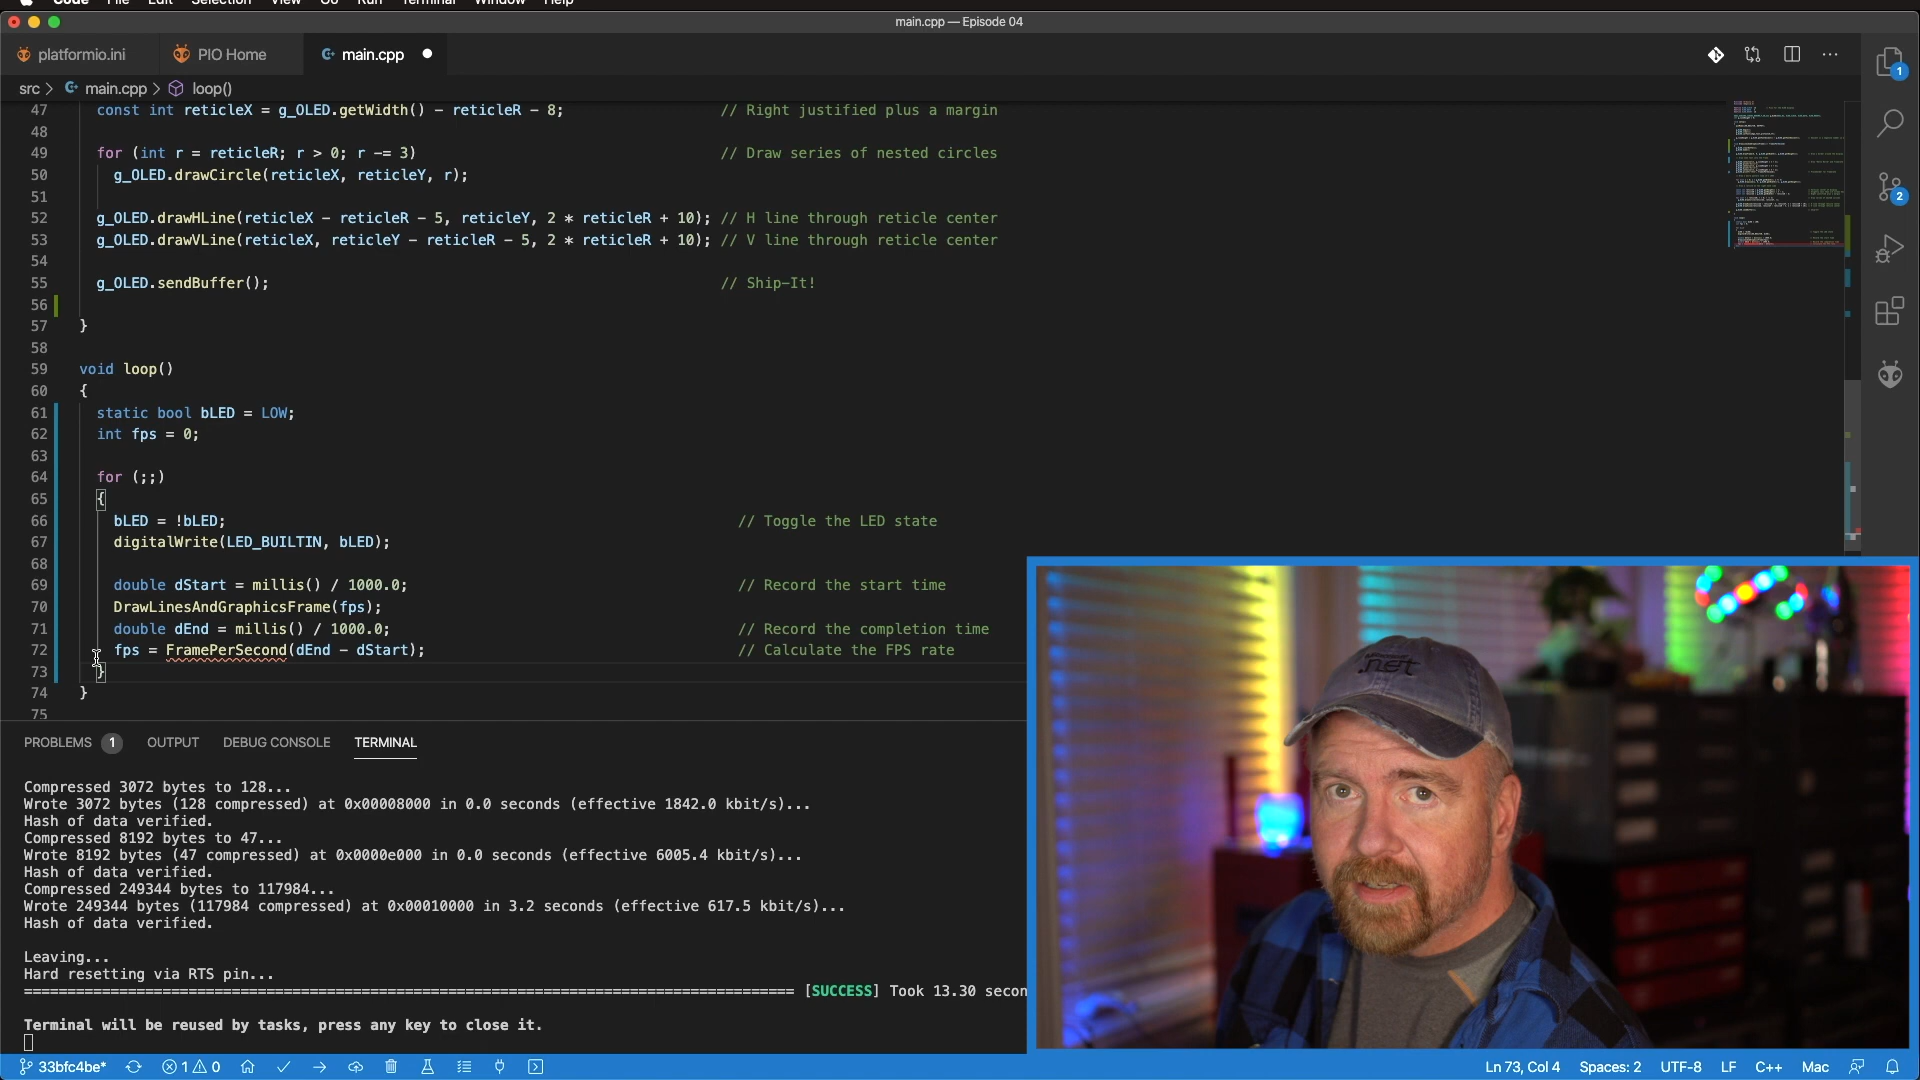 Code File Edit Selection View Go Run Terminal Window Help
main.cpp — Episode 04
platformio.ini PIO Home main.cpp
src > main.cpp > loop()
1
2
47 const int reticleX = g_OLED.getWidth() - reticleR - 8; // Right justified plus a margin
48
49 for (int r = reticleR; r > 0; r -= 3) // Draw series of nested circles
50 g_OLED.drawCircle(reticleX, reticleY, r);
51
52 g_OLED.drawHLine(reticleX - reticleR - 5, reticleY, 2 * reticleR + 10); // H line through reticle center
53 g_OLED.drawVLine(reticleX, reticleY - reticleR - 5, 2 * reticleR + 10); // V line through reticle center
54
55 g_OLED.sendBuffer(); // Ship-It!
56
57 }
58
59 void loop()
60 {
61 static bool bLED = LOW;
62 int fps = 0;
63
64 for (;;)
65 {
66 bLED = !bLED; // Toggle the LED state
67 digitalWrite(LED_BUILTIN, bLED);
68
69 double dStart = millis() / 1000.0; // Record the start time
70 DrawLinesAndGraphicsFrame(fps);
71 double dEnd = millis() / 1000.0; // Record the completion time
72 fps = FramePerSecond(dEnd - dStart); // Calculate the FPS rate
73 }
74 }
75
PROBLEMS 1 OUTPUT DEBUG CONSOLE TERMINAL
Compressed 3072 bytes to 128...
Wrote 3072 bytes (128 compressed) at 0x00008000 in 0.0 seconds (effective 1842.0 kbit/s)...
Hash of data verified.
Compressed 8192 bytes to 47...
Wrote 8192 bytes (47 compressed) at 0x0000e000 in 0.0 seconds (effective 6005.4 kbit/s)...
Hash of data verified.
Compressed 249344 bytes to 117984...
Wrote 249344 bytes (117984 compressed) at 0x00010000 in 3.2 seconds (effective 617.5 kbit/s)...
Hash of data verified.
Leaving...
Hard resetting via RTS pin...
[SUCCESS] Took 13.30 secon
Terminal will be reused by tasks, press any key to close it.
.net
33bfc4be* 1 0 Ln 73, Col 4 Spaces: 2 UTF-8 LF C++ Mac